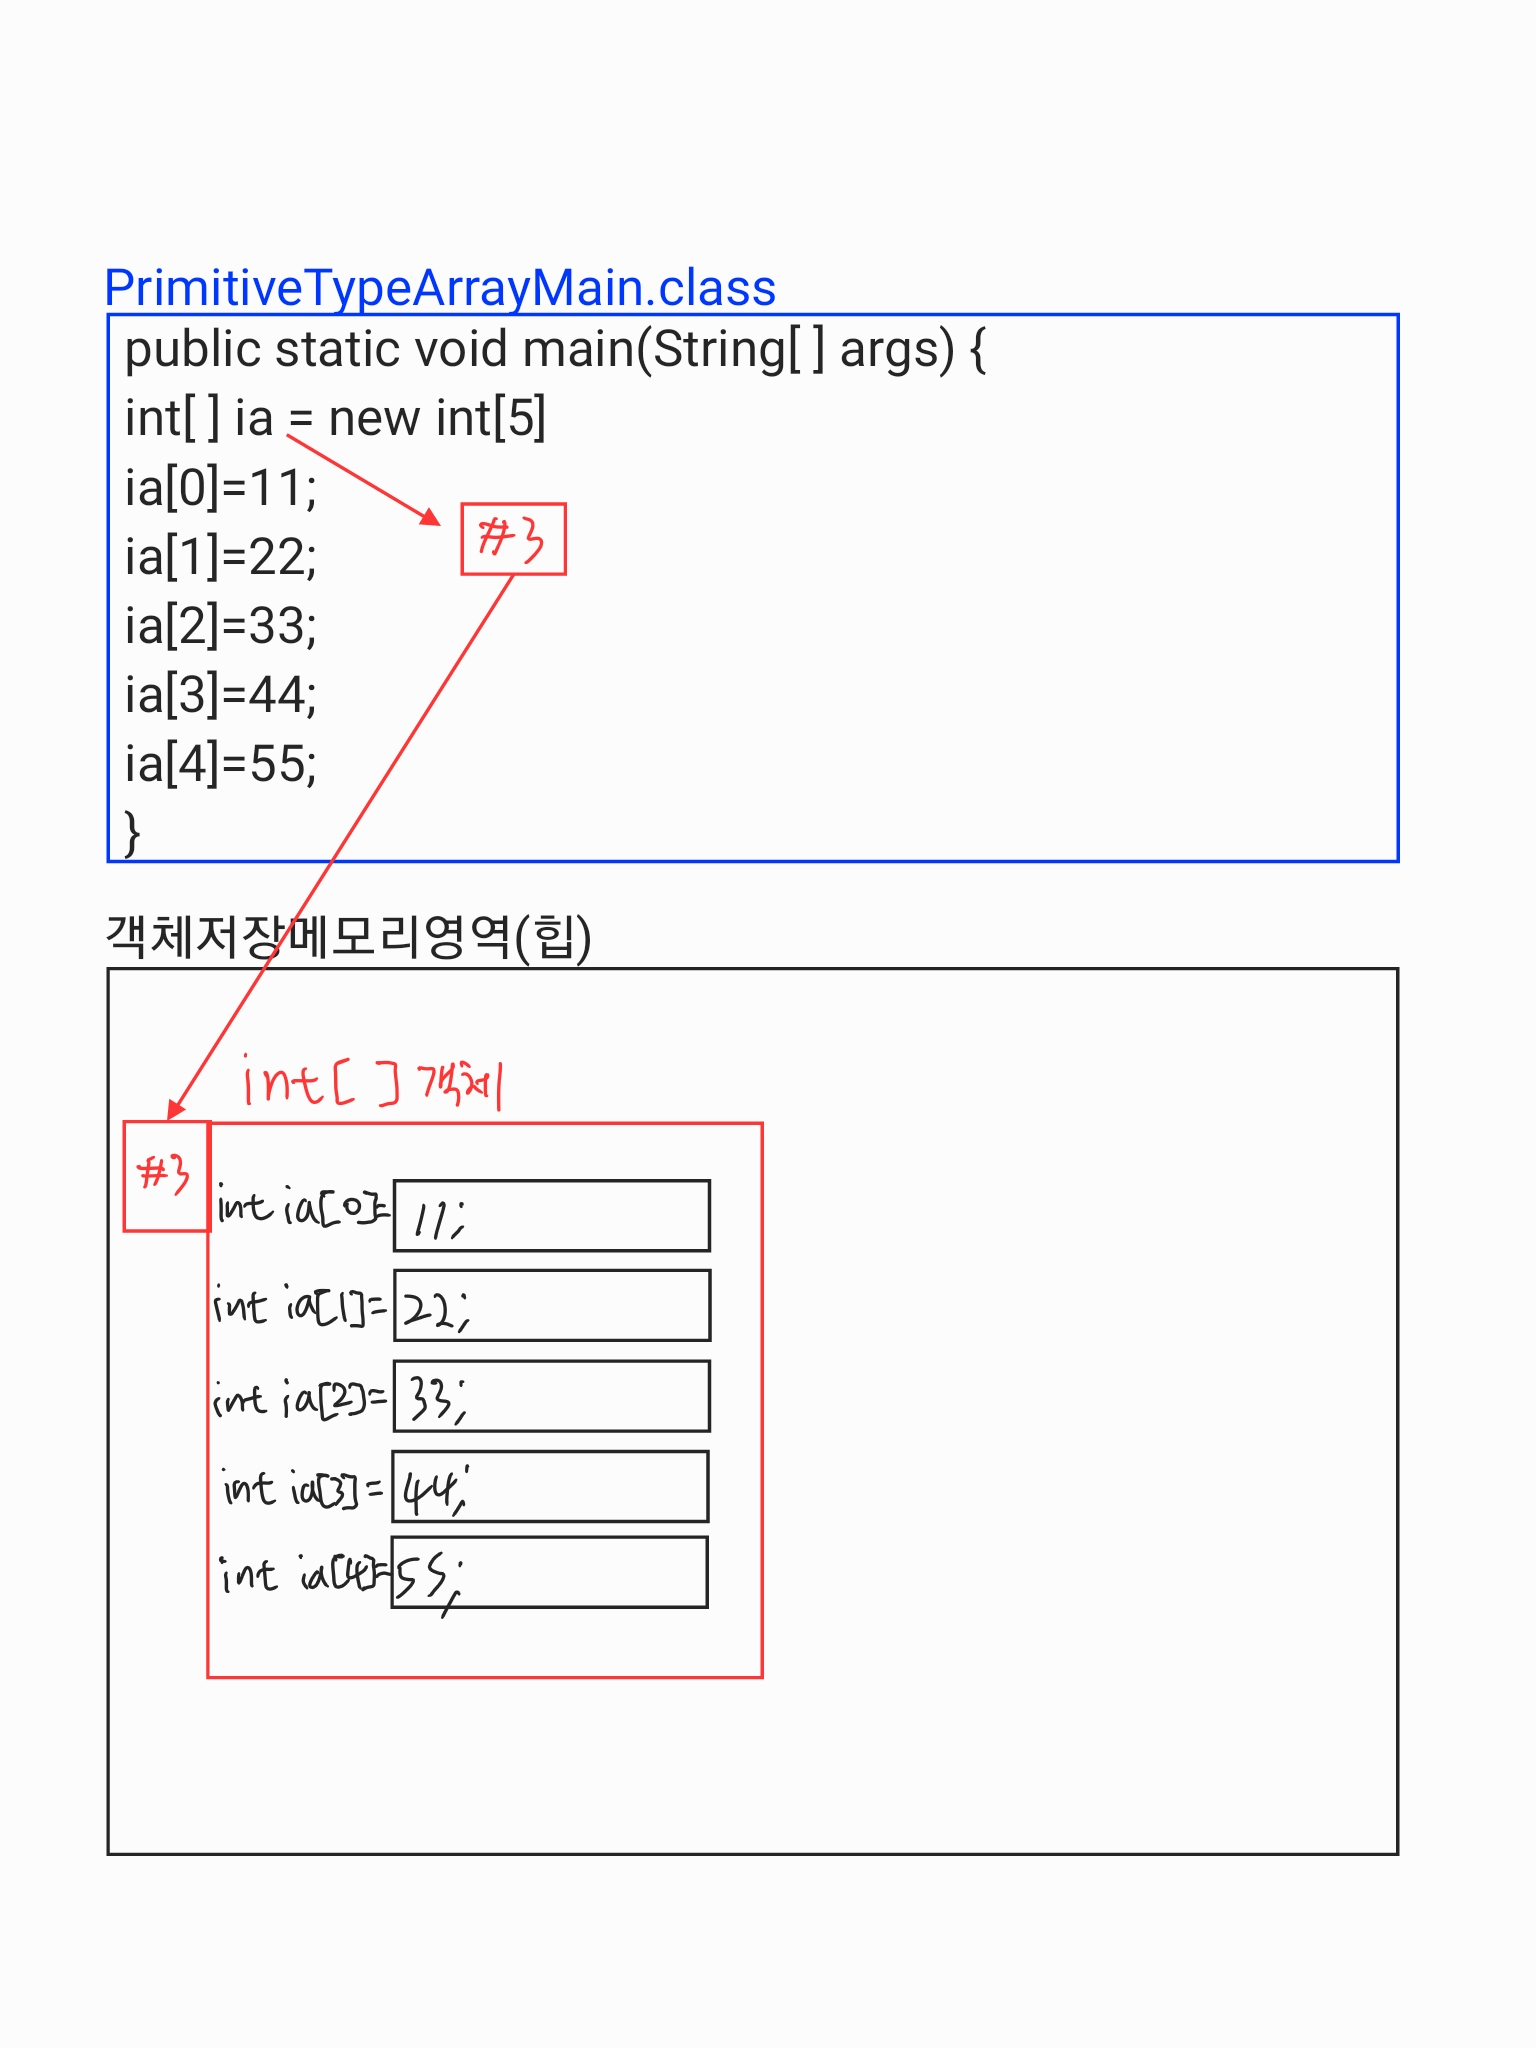 PrimitiveTypeArrayMain.class
public static void main(String[ ] args) {
int[ ] ia = new int[5]
ia[0]=11;
ia[1]=22;
ia[2]=33;
ia[3]=44;
ia[4]=55;
}
#3
객체저장메모리영역(힙)
int[ ] 객체
#3
int ia[0]= 11;
int ia[1]= 22;
int ia[2]= 33;
int ia[3]= 44;
int ia[4]= 55;